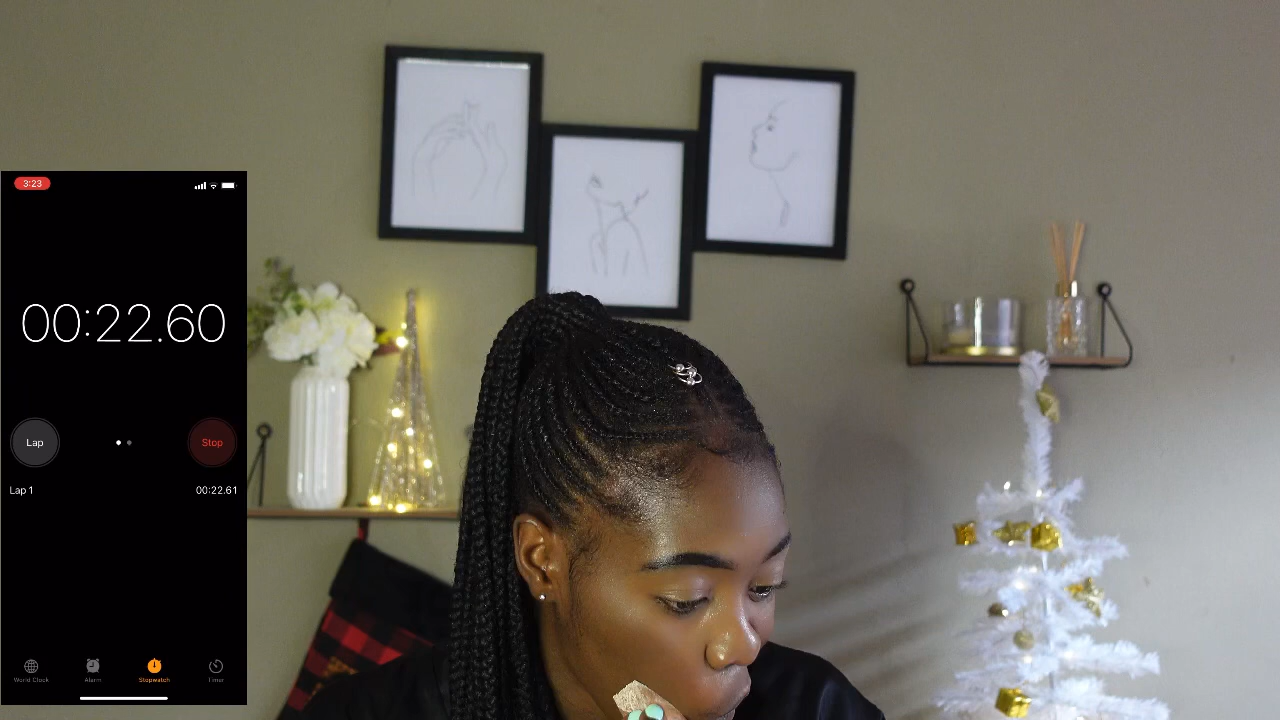 3:23
00:22.60
Lap
Stop
Lap 1
00:22.61
World Clock
Alarm
Stopwatch
Timer